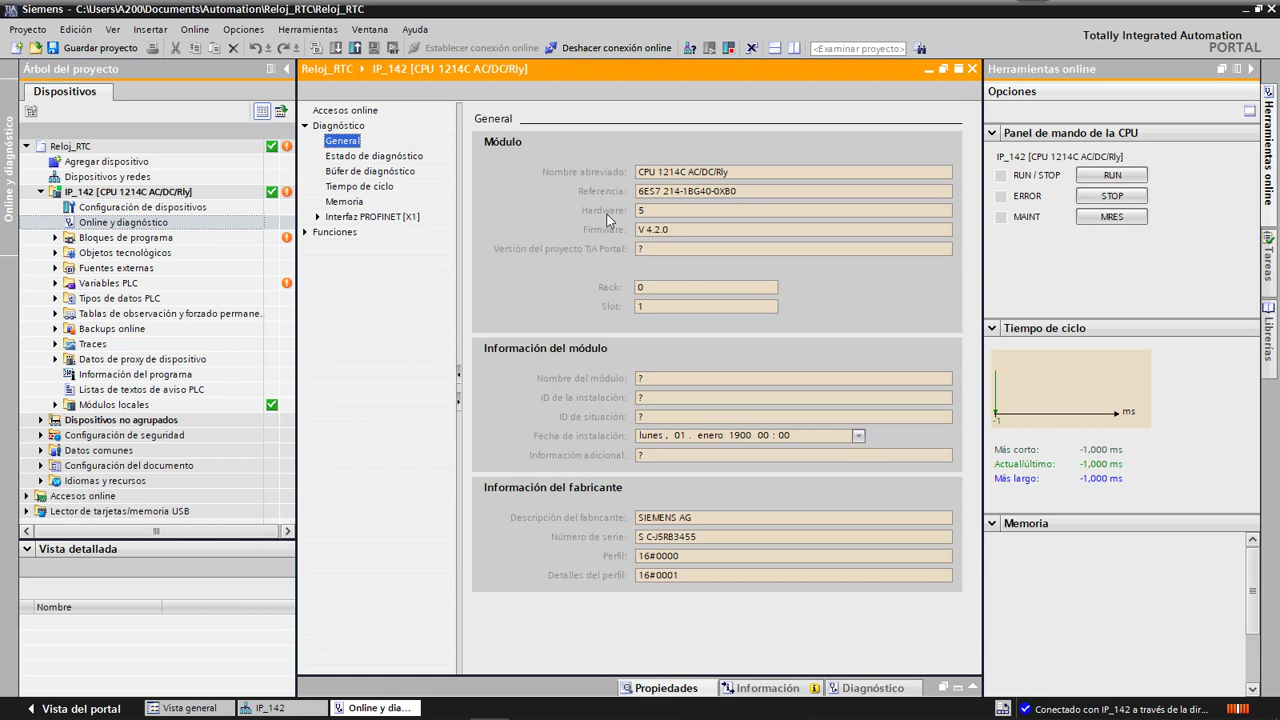 Siemens - C:\Users\A200\Documents\Automation\Reloj_RTC\Reloj_RTC
Proyecto Edición Ver Insertar Online Opciones Herramientas Ventana Ayuda
Totally Integrated Automation
PORTAL
Guardar proyecto Establecer conexión online Deshacer conexión online <Examinar proyecto>
Árbol del proyecto
Dispositivos
Online y diagnóstico
Reloj_RTC
Agregar dispositivo
Dispositivos y redes
IP_142 [CPU 1214C AC/DC/Rly]
Configuración de dispositivos
Online y diagnóstico
Bloques de programa
Objetos tecnológicos
Fuentes externas
Variables PLC
Tipos de datos PLC
Tablas de observación y forzado permane...
Backups online
Traces
Datos de proxy de dispositivo
Información del programa
Listas de textos de aviso PLC
Módulos locales
Dispositivos no agrupados
Configuración de seguridad
Datos comunes
Configuración del documento
Idiomas y recursos
Accesos online
Lector de tarjetas/memoria USB
Vista detallada
Nombre
Reloj_RTC IP_142 [CPU 1214C AC/DC/Rly]
Accesos online
Diagnóstico
General
Estado de diagnóstico
Búfer de diagnóstico
Tiempo de ciclo
Memoria
Interfaz PROFINET [X1]
Funciones
General
Módulo
Nombre abreviado: CPU 1214C AC/DC/Rly
Referencia: 6ES7 214-1BG40-0XB0
Hardware: 5
Firmware: V 4.2.0
Versión del proyecto TIA Portal: ?
Rack: 0
Slot: 1
Información del módulo
Nombre del módulo: ?
ID de la instalación: ?
ID de situación: ?
Fecha de instalación: lunes , 01 . enero 1900 00 : 00
Información adicional: ?
Información del fabricante
Descripción del fabricante: SIEMENS AG
Número de serie: S C-J5RB3455
Perfil: 16#0000
Detalles del perfil: 16#0001
Propiedades Información Diagnóstico
Herramientas online
Opciones
Panel de mando de la CPU
IP_142 [CPU 1214C AC/DC/Rly]
RUN / STOP RUN
ERROR STOP
MAINT MRES
Tiempo de ciclo
ms
-1
Más corto: -1,000 ms
Actual/último: -1,000 ms
Más largo: -1,000 ms
Memoria
Herramientas online
Tareas
Librerías
Vista del portal Vista general IP_142 Online y dia... Conectado con IP_142 a través de la dir...